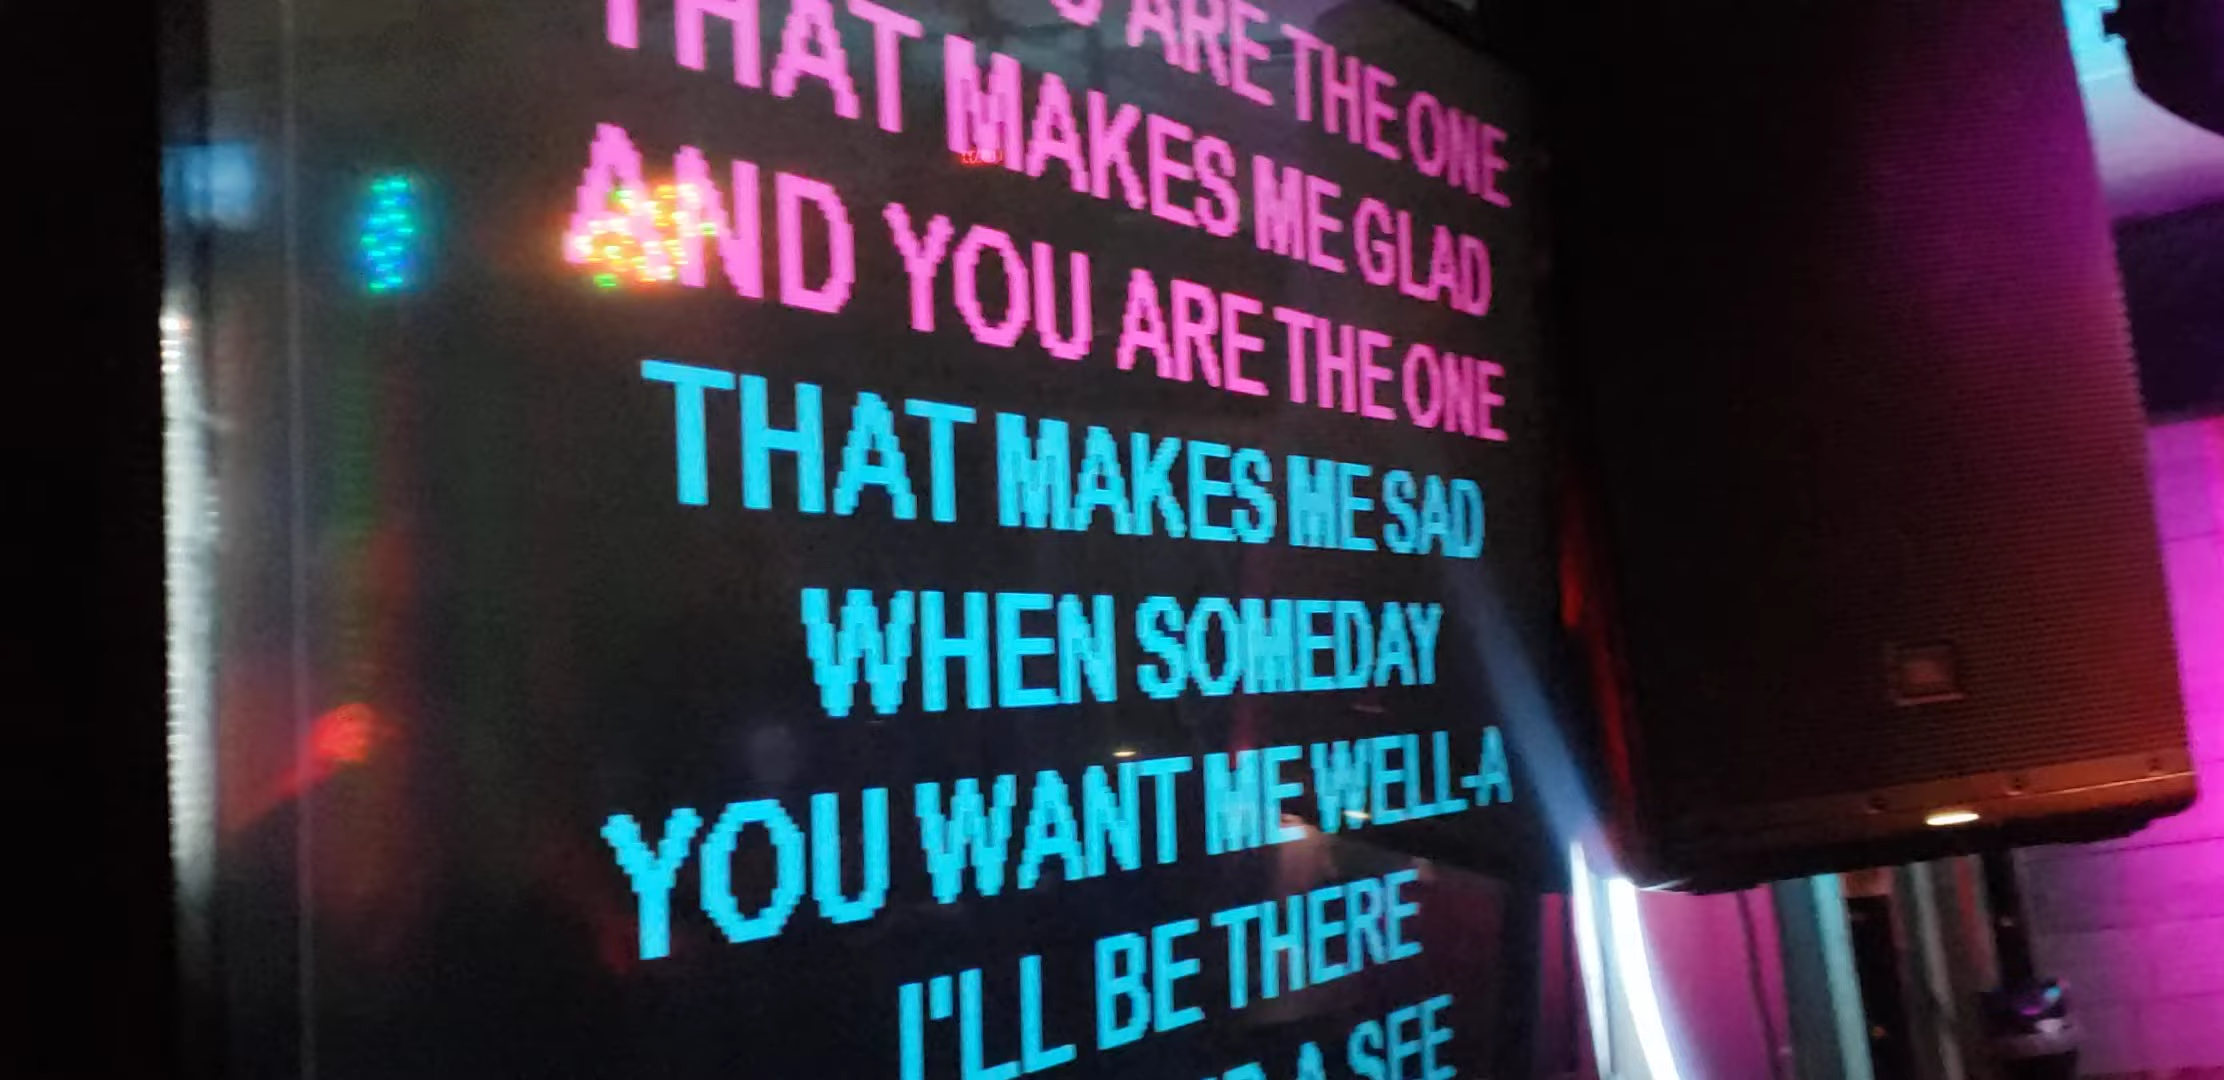 ARE THE ONE
THAT MAKES ME GLAD
AND YOU ARE THE ONE
THAT MAKES ME SAD
WHEN SOMEDAY
YOU WANT ME WELL-A
I'LL BE THERE
A SEE